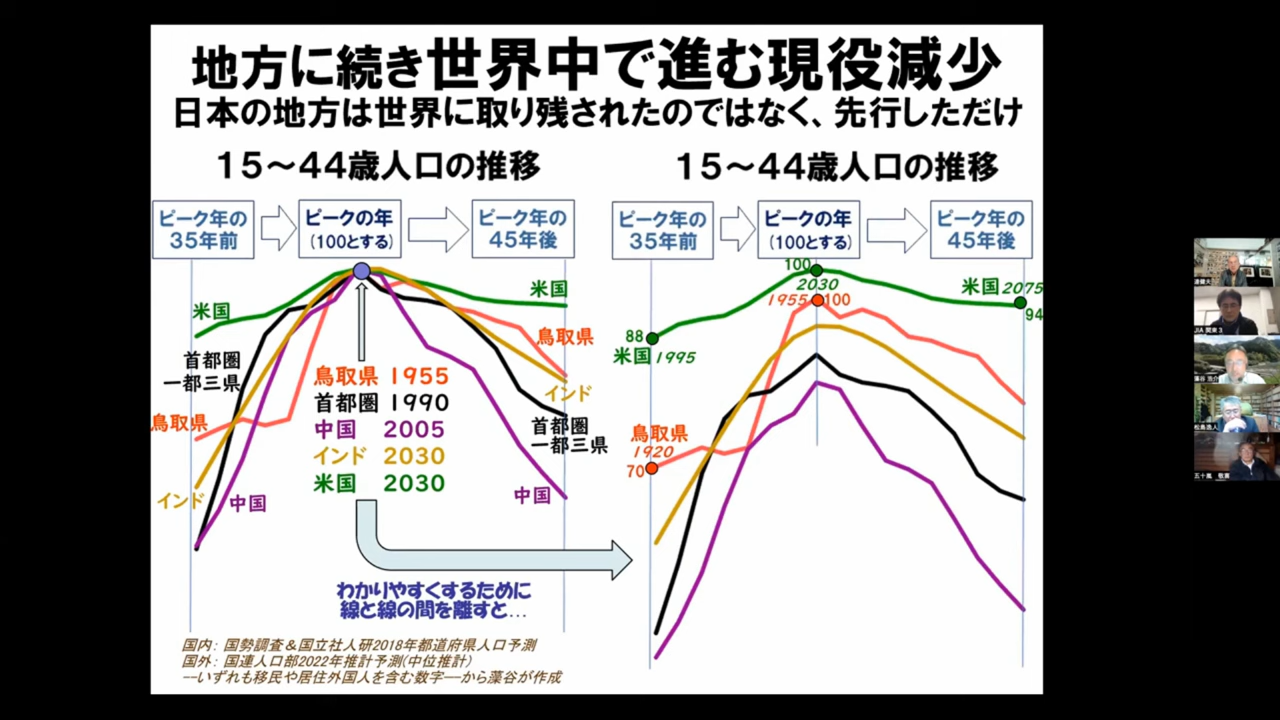 地方に続き世界中で進む現役減少
日本の地方は世界に取り残されたのではなく、先行しただけ
15～44歳人口の推移
ピーク年の
35年前
ピークの年
(100とする)
ピーク年の
45年後
米国
首都圏
一都三県
鳥取県
インド
中国
米国
鳥取県
インド
首都圏
一都三県
中国
鳥取県 1955
首都圏 1990
中国 2005
インド 2030
米国 2030
わかりやすくするために
線と線の間を離すと…
15～44歳人口の推移
ピーク年の
35年前
ピークの年
(100とする)
ピーク年の
45年後
100
2030
1955 100
米国 2075
94
88
米国 1995
鳥取県
1920
70
国内: 国勢調査＆国立社人研2018年都道府県人口予測
国外: 国連人口部2022年推計予測(中位推計)
--いずれも移民や居住外国人を含む数字--から藻谷が作成
JIA 関東 3
藻谷 浩介
五十嵐 敬喜